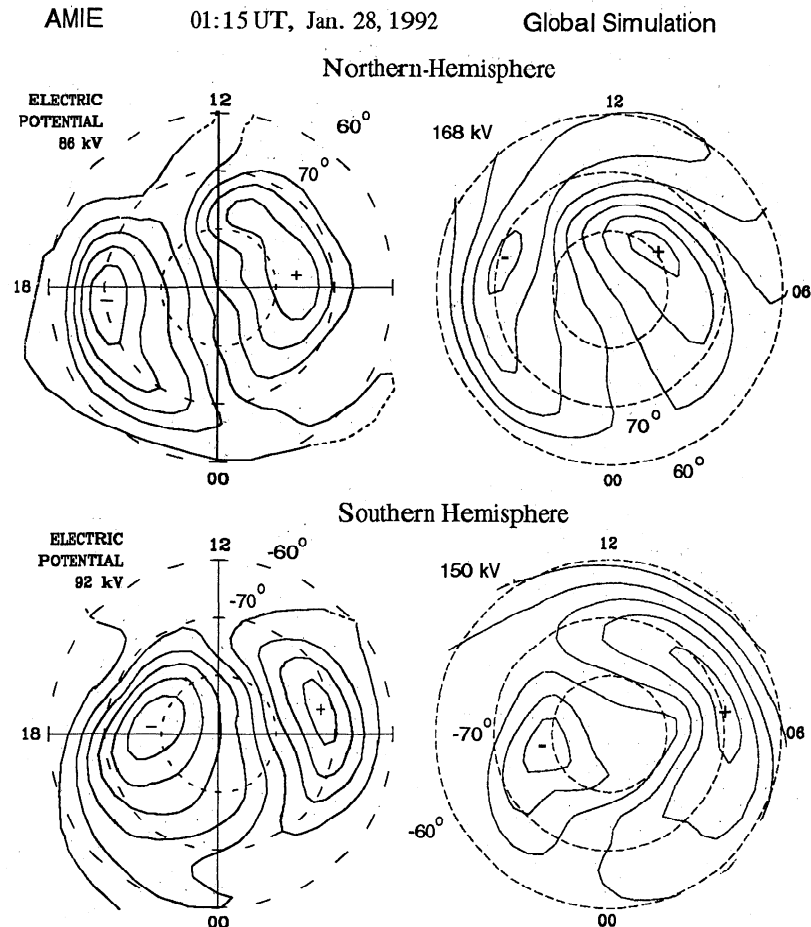 AMIE 01:15 UT, Jan. 28, 1992 Global Simulation
Northern-Hemisphere
ELECTRIC
POTENTIAL
86 kV
12
60°
70°
18
+
−
00
168 kV
12
-
+
06
70°
60°
00
Southern Hemisphere
ELECTRIC
POTENTIAL
92 kV
12
-60°
-70°
18
−
+
00
150 kV
12
-70°
-
+
06
-60°
00